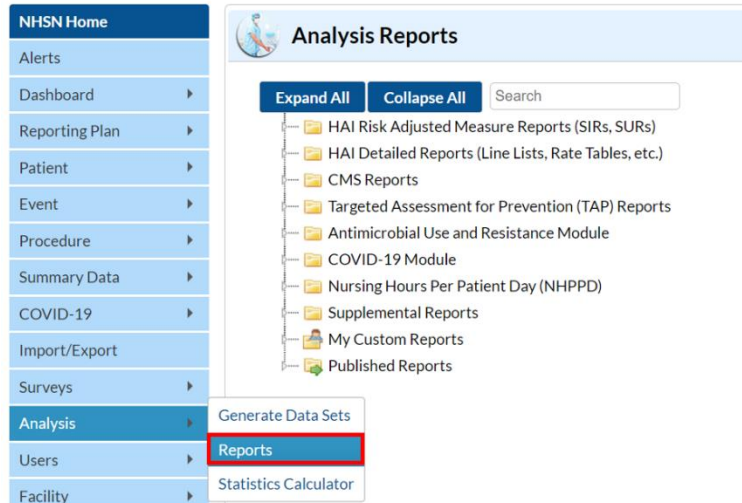 NHSN Home
Alerts
Dashboard
Reporting Plan
Patient
Event
Procedure
Summary Data
COVID-19
Import/Export
Surveys
Analysis
Users
Facility
Analysis Reports
Expand All
Collapse All
Search
HAI Risk Adjusted Measure Reports (SIRs, SURs)
HAI Detailed Reports (Line Lists, Rate Tables, etc.)
CMS Reports
Targeted Assessment for Prevention (TAP) Reports
Antimicrobial Use and Resistance Module
COVID-19 Module
Nursing Hours Per Patient Day (NHPPD)
Supplemental Reports
My Custom Reports
Published Reports
Generate Data Sets
Reports
Statistics Calculator